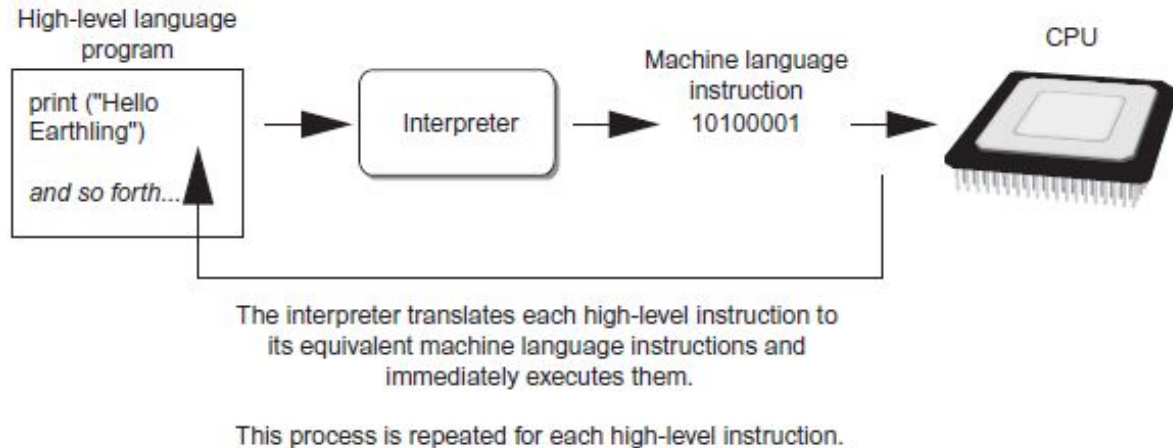 High-level language
program
print ("Hello
Earthling")
and so forth...
Interpreter
Machine language
instruction
10100001
CPU
The interpreter translates each high-level instruction to
its equivalent machine language instructions and
immediately executes them.
This process is repeated for each high-level instruction.